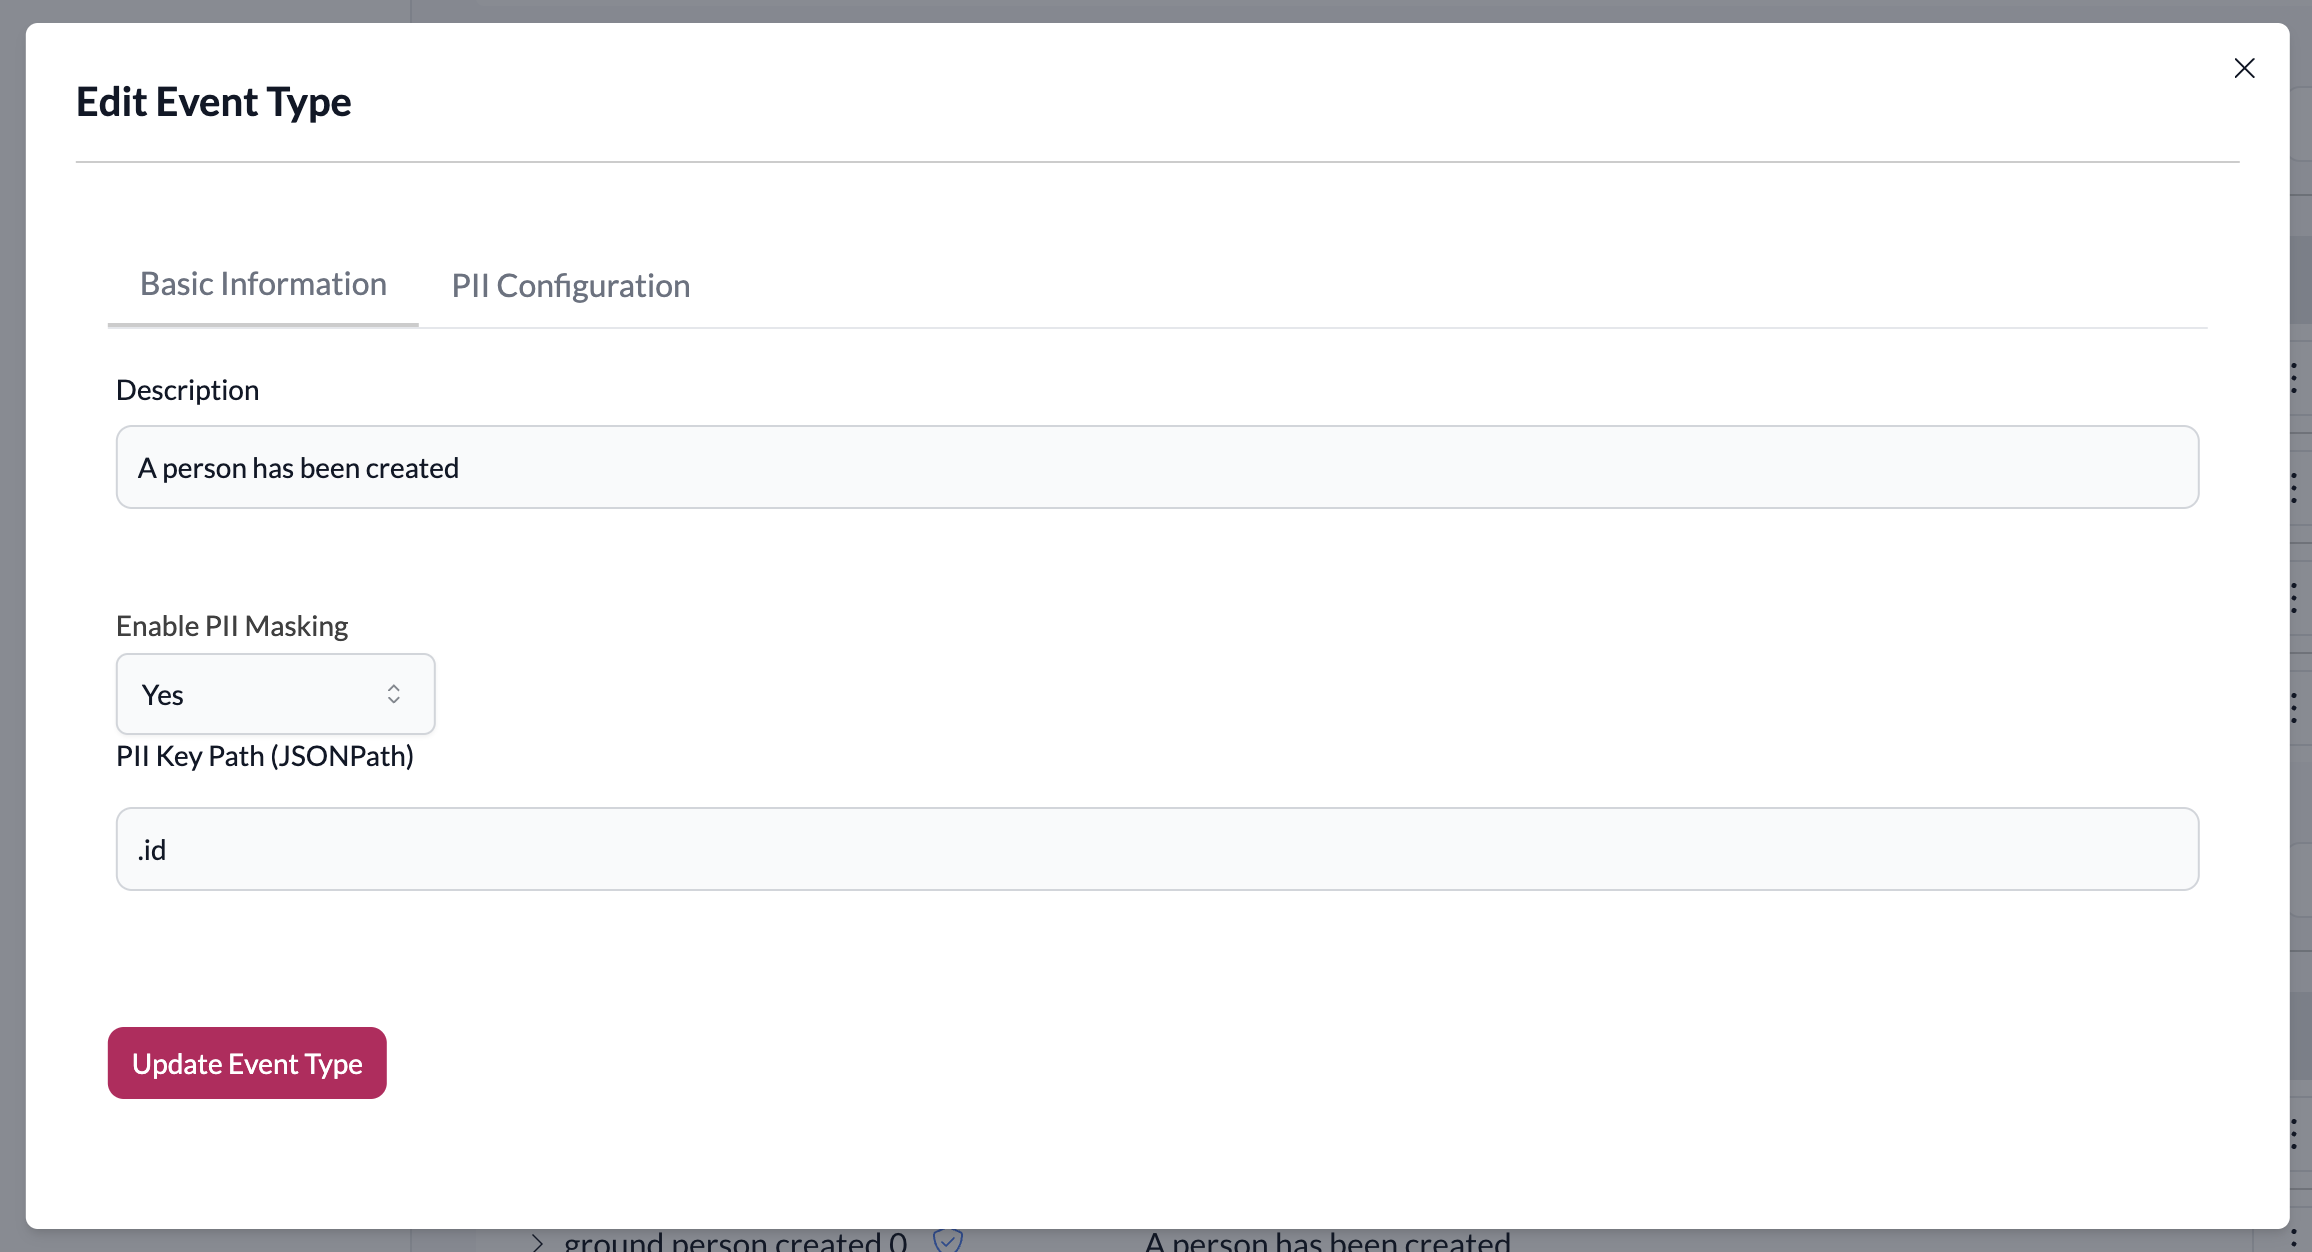 Edit Event Type
Basic Information PII Configuration
Description
A person has been created
Enable PII Masking
Yes
PII Key Path (JSONPath)
.id
Update Event Type
ground person created 0 A person has been created